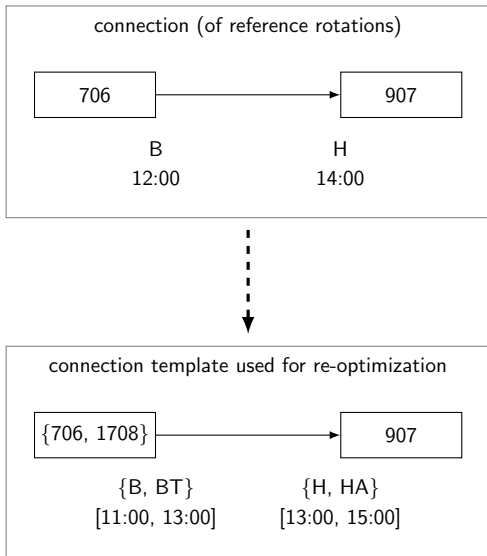 connection (of reference rotations)
706 907
B H
12:00 14:00
connection template used for re-optimization
{706, 1708} 907
{B, BT} {H, HA}
[11:00, 13:00] [13:00, 15:00]